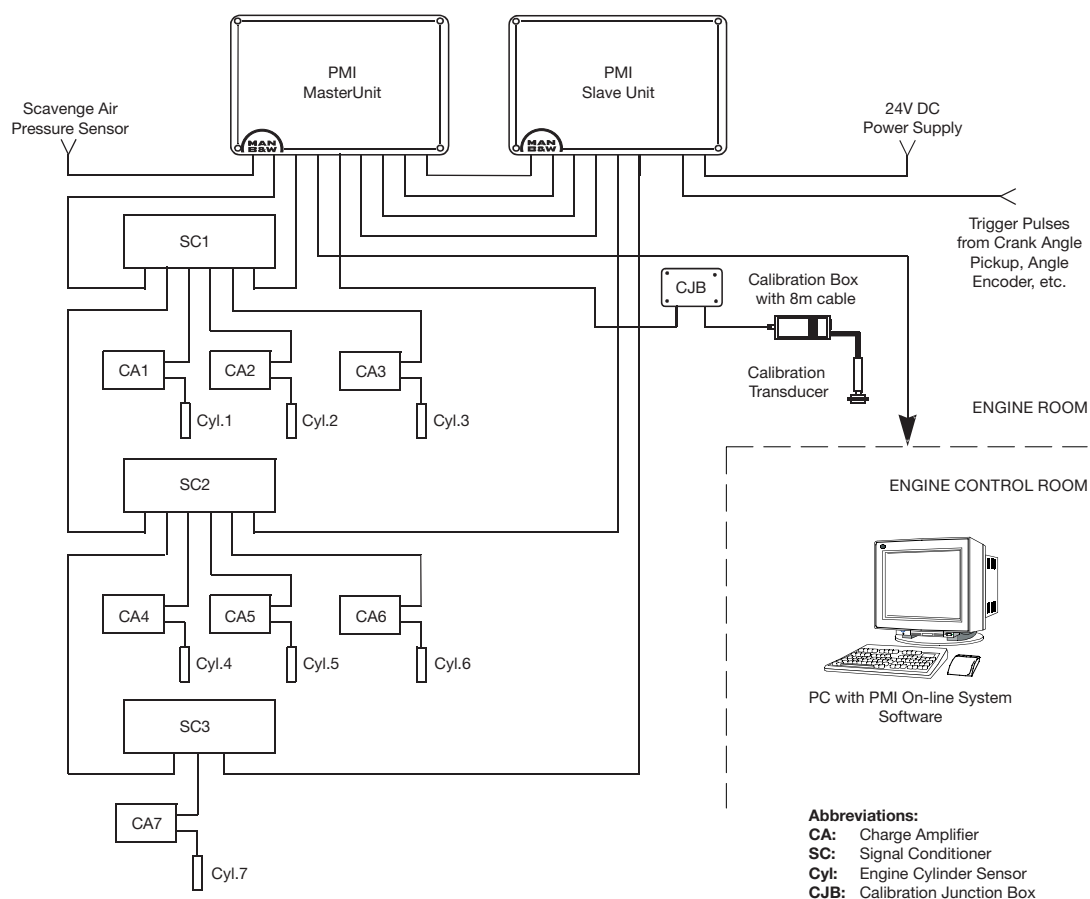 PMI
MasterUnit
MAN
B&W
PMI
Slave Unit
MAN
B&W
Scavenge Air
Pressure Sensor
24V DC
Power Supply
Trigger Pulses
from Crank Angle
Pickup, Angle
Encoder, etc.
SC1
CJB
Calibration Box
with 8m cable
Calibration
Transducer
CA1
CA2
CA3
Cyl.1
Cyl.2
Cyl.3
ENGINE ROOM
SC2
ENGINE CONTROL ROOM
CA4
CA5
CA6
Cyl.4
Cyl.5
Cyl.6
PC with PMI On-line System
Software
SC3
CA7
Cyl.7
Abbreviations:
CA: Charge Amplifier
SC: Signal Conditioner
Cyl: Engine Cylinder Sensor
CJB: Calibration Junction Box